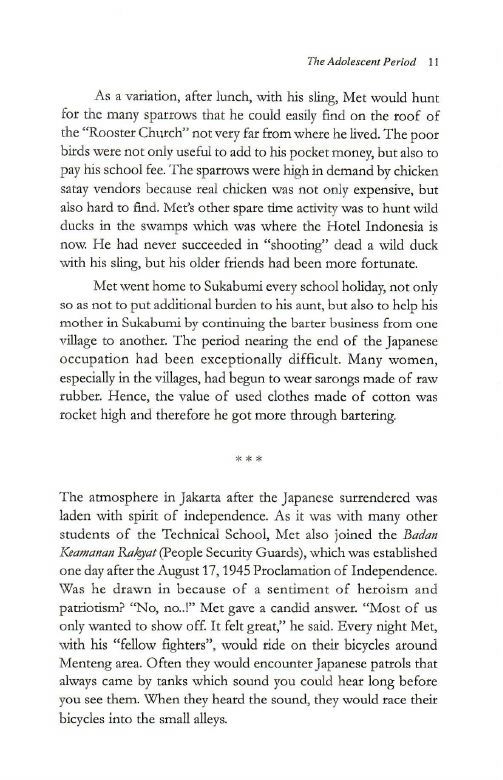 The Adolescent Period 11
As a variation, after lunch, with his sling, Met would hunt
for the many sparrows that he could easily find on the roof of
the “Rooster Church” not very far from where he lived. The poor
birds were not only useful to add to his pocket money, but also to
pay his school fee. The sparrows were high in demand by chicken
satay vendors because real chicken was not only expensive, but
also hard to find. Met’s other spare time activity was to hunt wild
ducks in the swamps which was where the Hotel Indonesia is
now. He had never succeeded in “shooting” dead a wild duck
with his sling, but his older friends had been more fortunate.
Met went home to Sukabumi every school holiday, not only
so as not to put additional burden to his aunt, but also to help his
mother in Sukabumi by continuing the barter business from one
village to another. The period nearing the end of the Japanese
occupation had been exceptionally difficult. Many women,
especially in the villages, had begun to wear sarongs made of raw
rubber. Hence, the value of used clothes made of cotton was
rocket high and therefore he got more through bartering.
* * *
The atmosphere in Jakarta after the Japanese surrendered was
laden with spirit of independence. As it was with many other
students of the Technical School, Met also joined the Badan
Keamanan Rakyat (People Security Guards), which was established
one day after the August 17, 1945 Proclamation of Independence.
Was he drawn in because of a sentiment of heroism and
patriotism? “No, no..!” Met gave a candid answer. “Most of us
only wanted to show off. It felt great,” he said. Every night Met,
with his “fellow fighters”, would ride on their bicycles around
Menteng area. Often they would encounter Japanese patrols that
always came by tanks which sound you could hear long before
you see them. When they heard the sound, they would race their
bicycles into the small alleys.